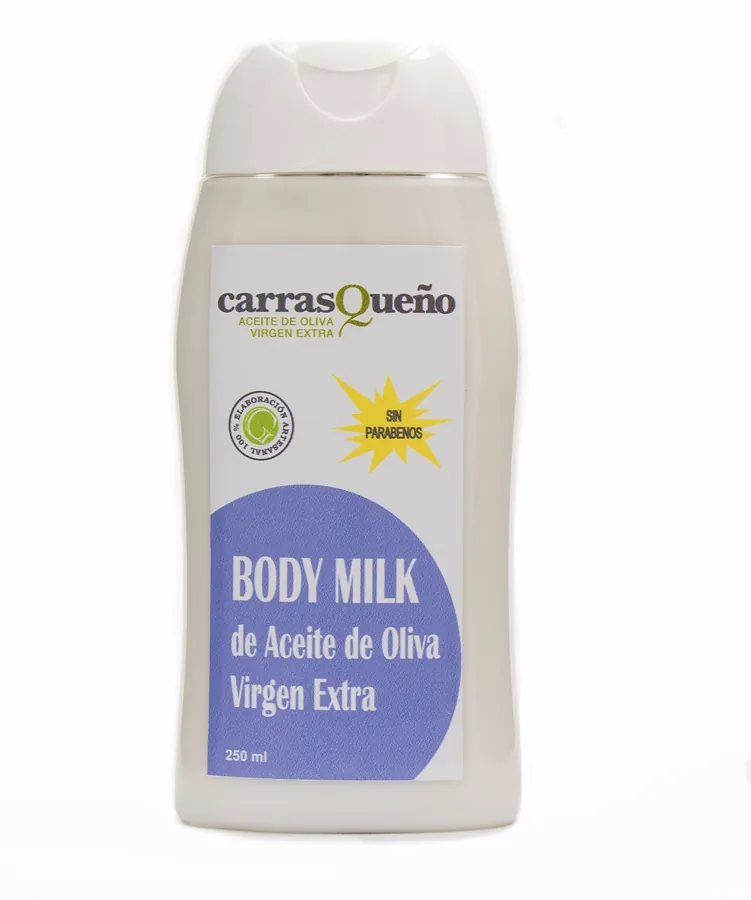 carrasQueño
ACEITE DE OLIVA
VIRGEN EXTRA
ELABORACIÓN ARTESANAL 100 %
SIN
PARABENOS
BODY MILK
de Aceite de Oliva
Virgen Extra
250 ml